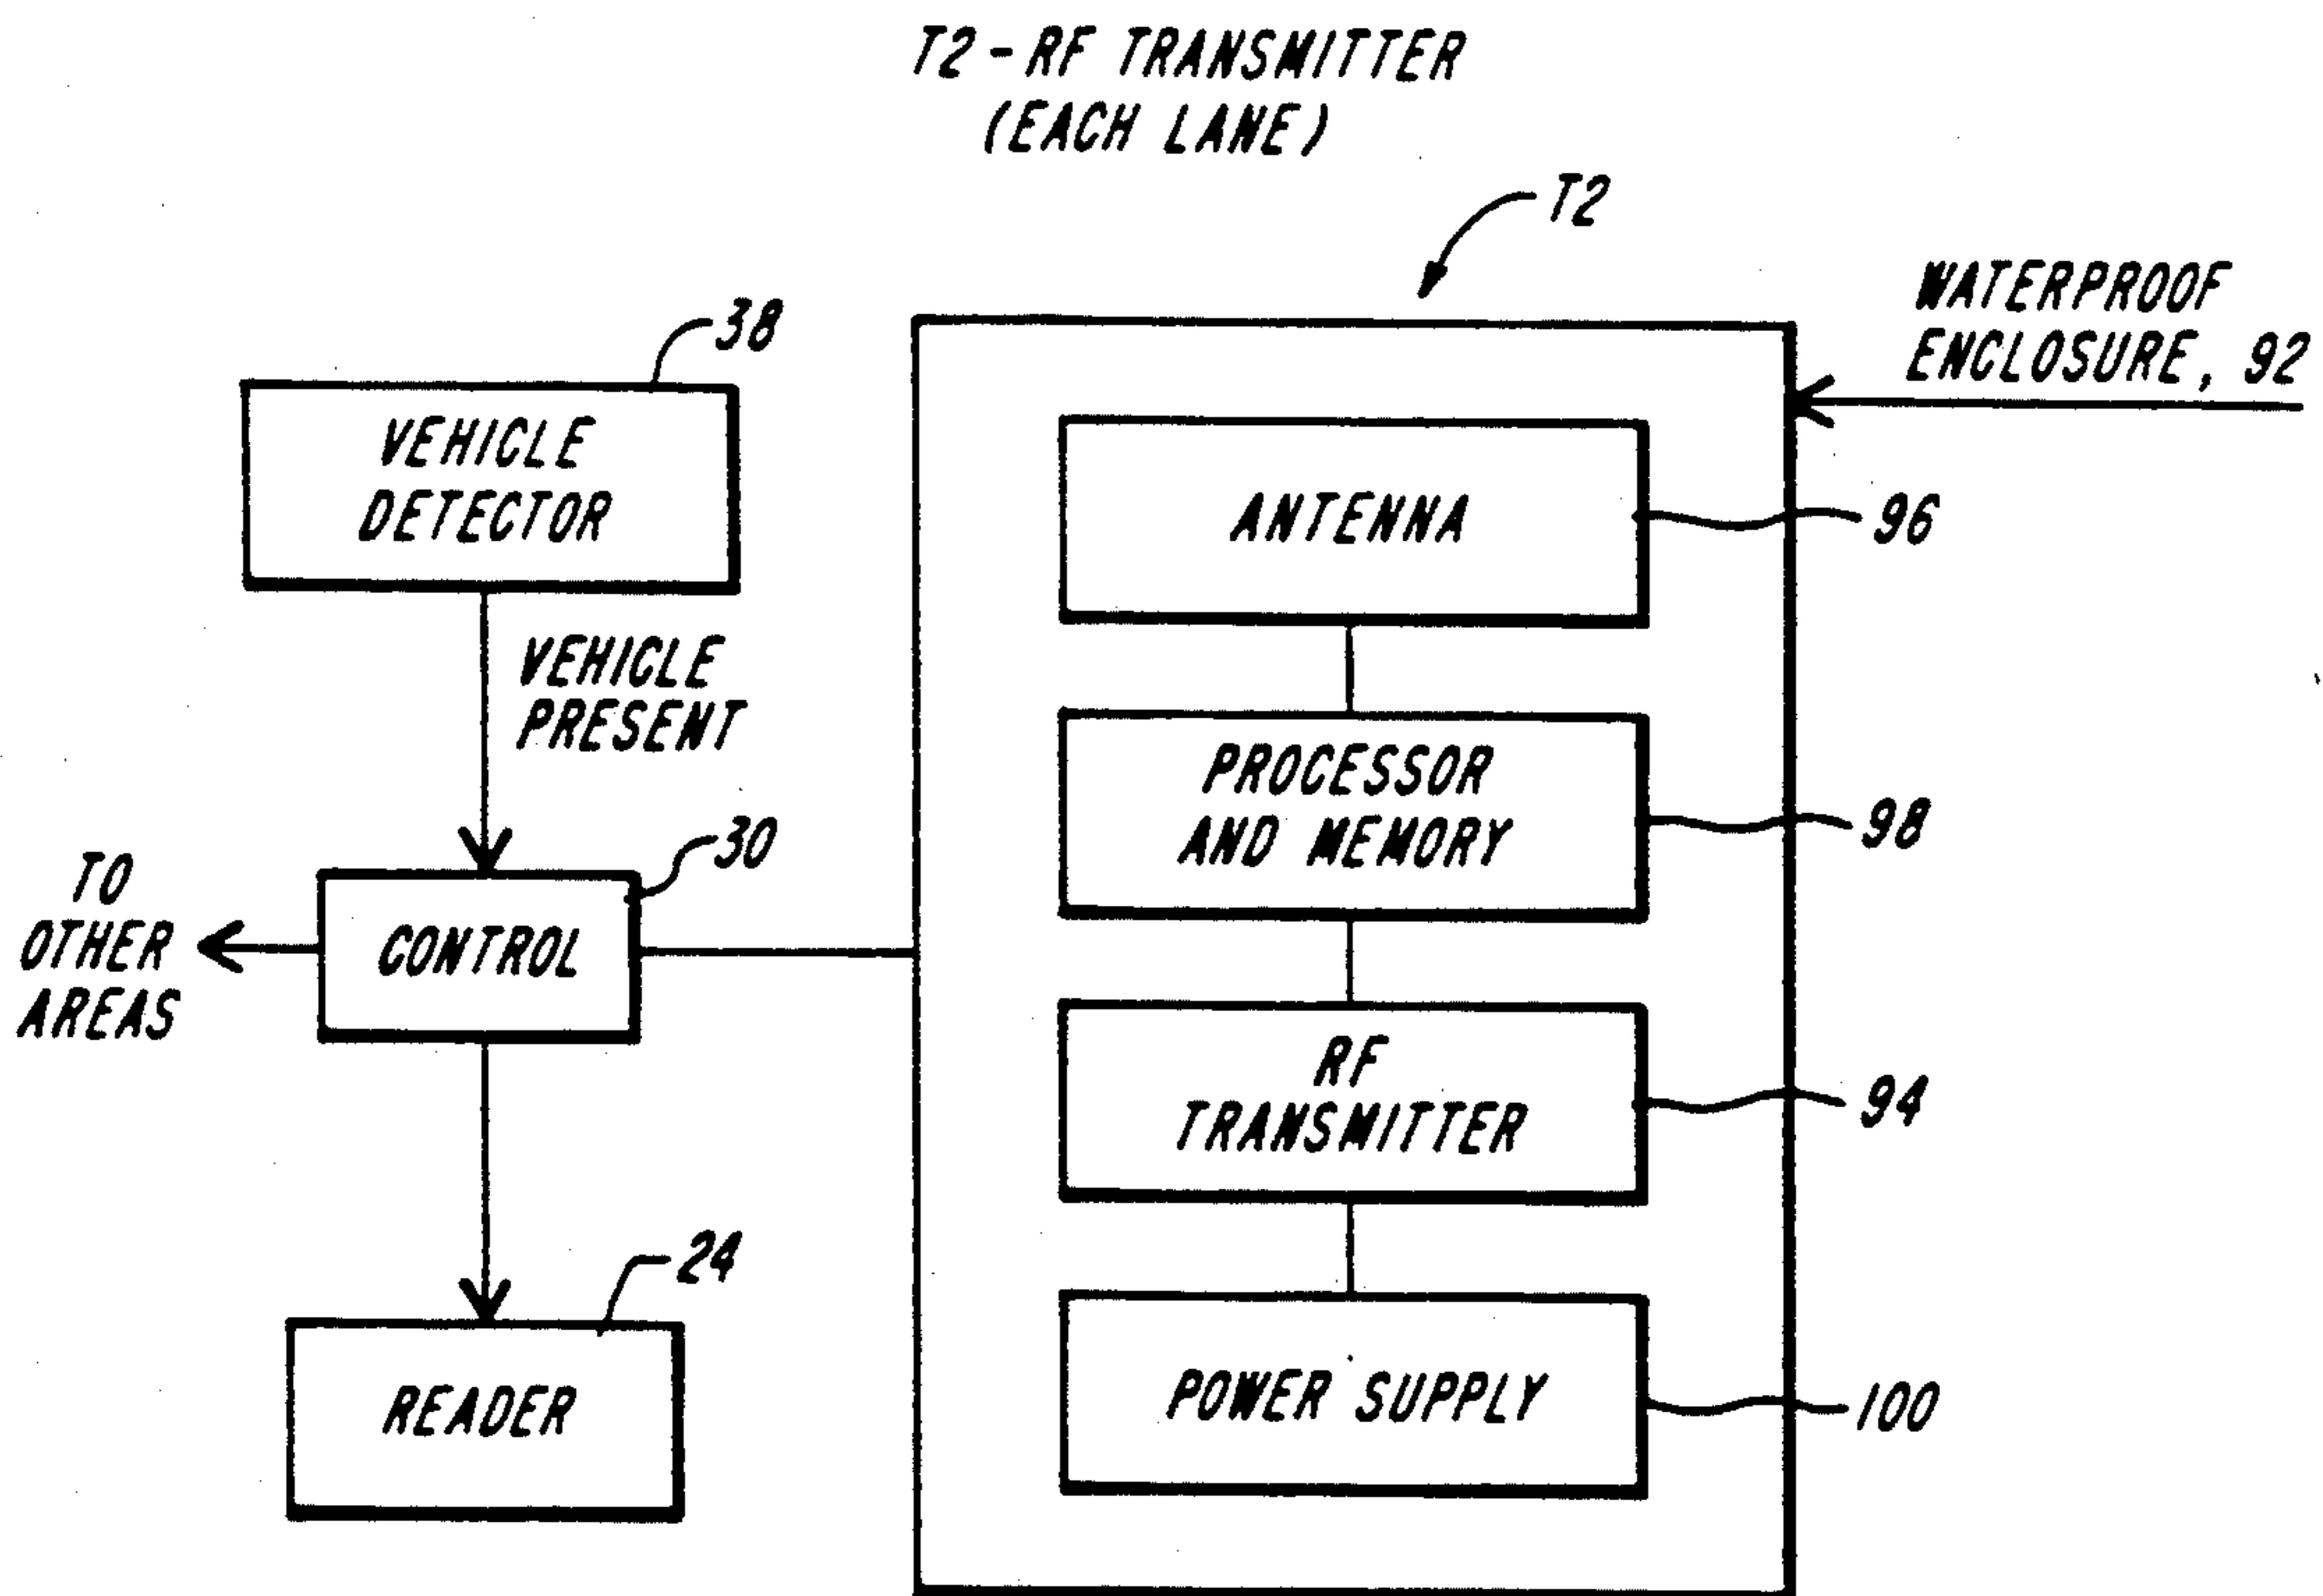 T2 - RF TRANSMITTER
(EACH LANE)
T2
WATERPROOF
ENCLOSURE, 92
38
VEHICLE
DETECTOR
ANTENNA
96
VEHICLE
PRESENT
PROCESSOR
AND MEMORY
98
30
TO
OTHER
AREAS
CONTROL
RF
TRANSMITTER
94
24
READER
POWER SUPPLY
100